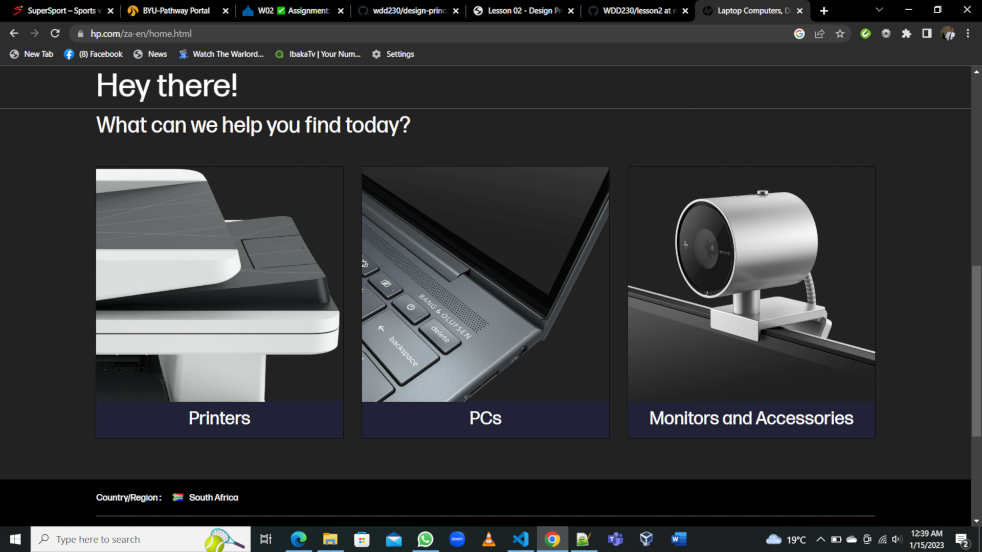 SuperSport – Sports v
BYU-Pathway Portal
W02 ✅ Assignment:
wdd230/design-princ
Lesson 02 - Design Pr
WDD230/lesson2 at m
Laptop Computers, D
hp.com/za-en/home.html
New Tab
(8) Facebook
News
Watch The Warlord...
IbakaTv | Your Num...
Settings
Hey there!
What can we help you find today?
BANG & OLUFSEN
delete
backspace
Printers
PCs
Monitors and Accessories
Country/Region :
South Africa
Type here to search
zoom
19°C
12:39 AM
1/15/2023
2